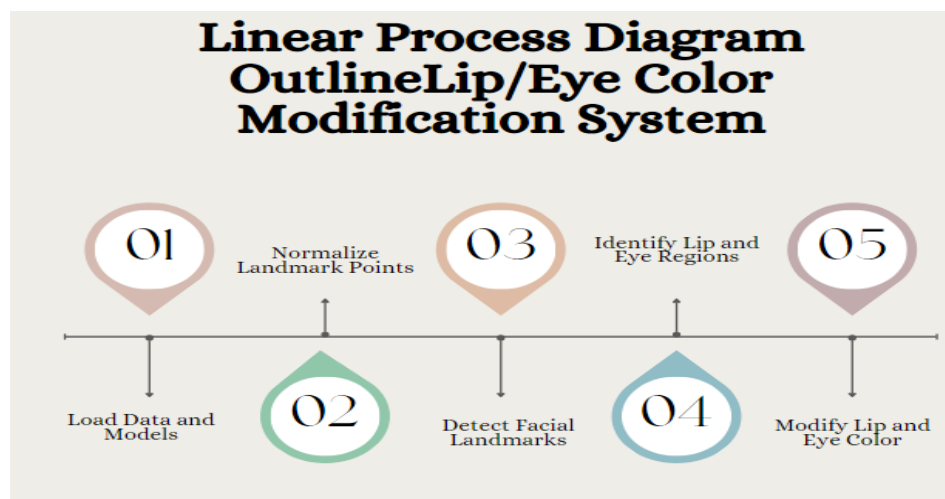 Linear Process Diagram
OutlineLip/Eye Color
Modification System
01
Load Data and
Models
Normalize
Landmark Points
02
03
Detect Facial
Landmarks
Identify Lip and
Eye Regions
04
05
Modify Lip and
Eye Color